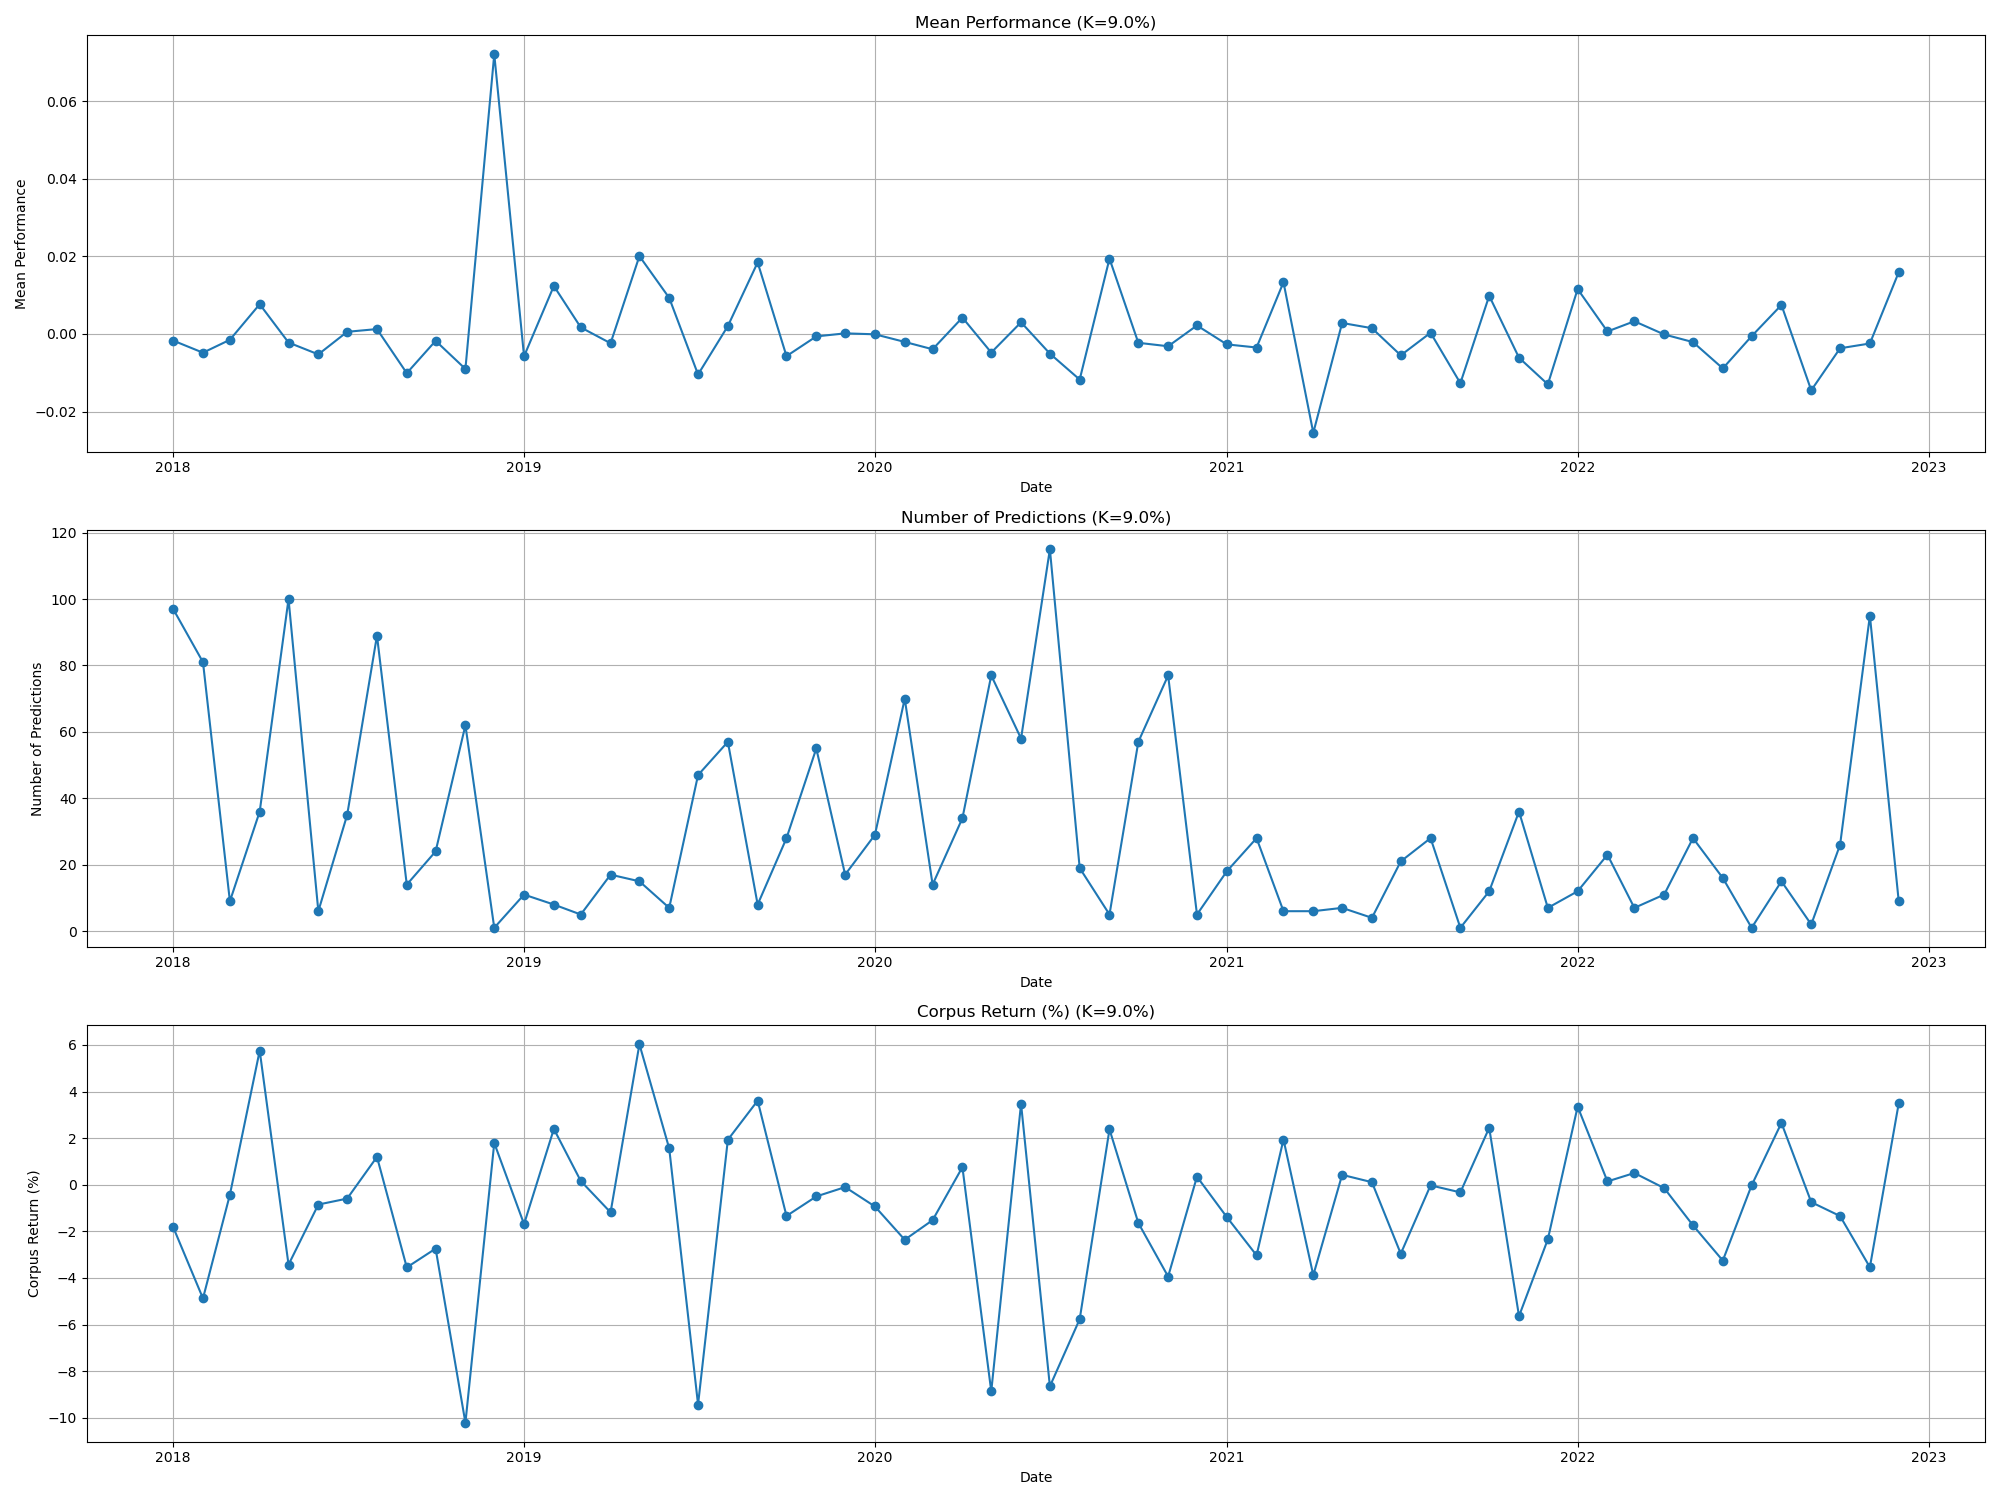 Mean Performance (K=9.0%)
0.06
0.04
0.02
0.00
−0.02
Mean Performance
2018 2019 2020 2021 2022 2023
Date
Number of Predictions (K=9.0%)
120
100
80
60
40
20
0
Number of Predictions
2018 2019 2020 2021 2022 2023
Date
Corpus Return (%) (K=9.0%)
6
4
2
0
−2
−4
−6
−8
−10
Corpus Return (%)
2018 2019 2020 2021 2022 2023
Date